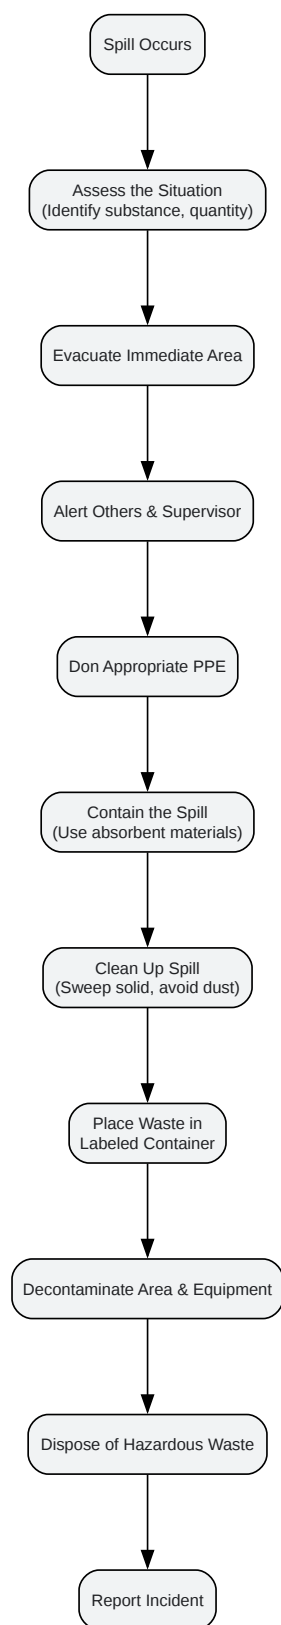 Spill Occurs
Assess the Situation
(Identify substance, quantity)
Evacuate Immediate Area
Alert Others & Supervisor
Don Appropriate PPE
Contain the Spill
(Use absorbent materials)
Clean Up Spill
(Sweep solid, avoid dust)
Place Waste in
Labeled Container
Decontaminate Area & Equipment
Dispose of Hazardous Waste
Report Incident